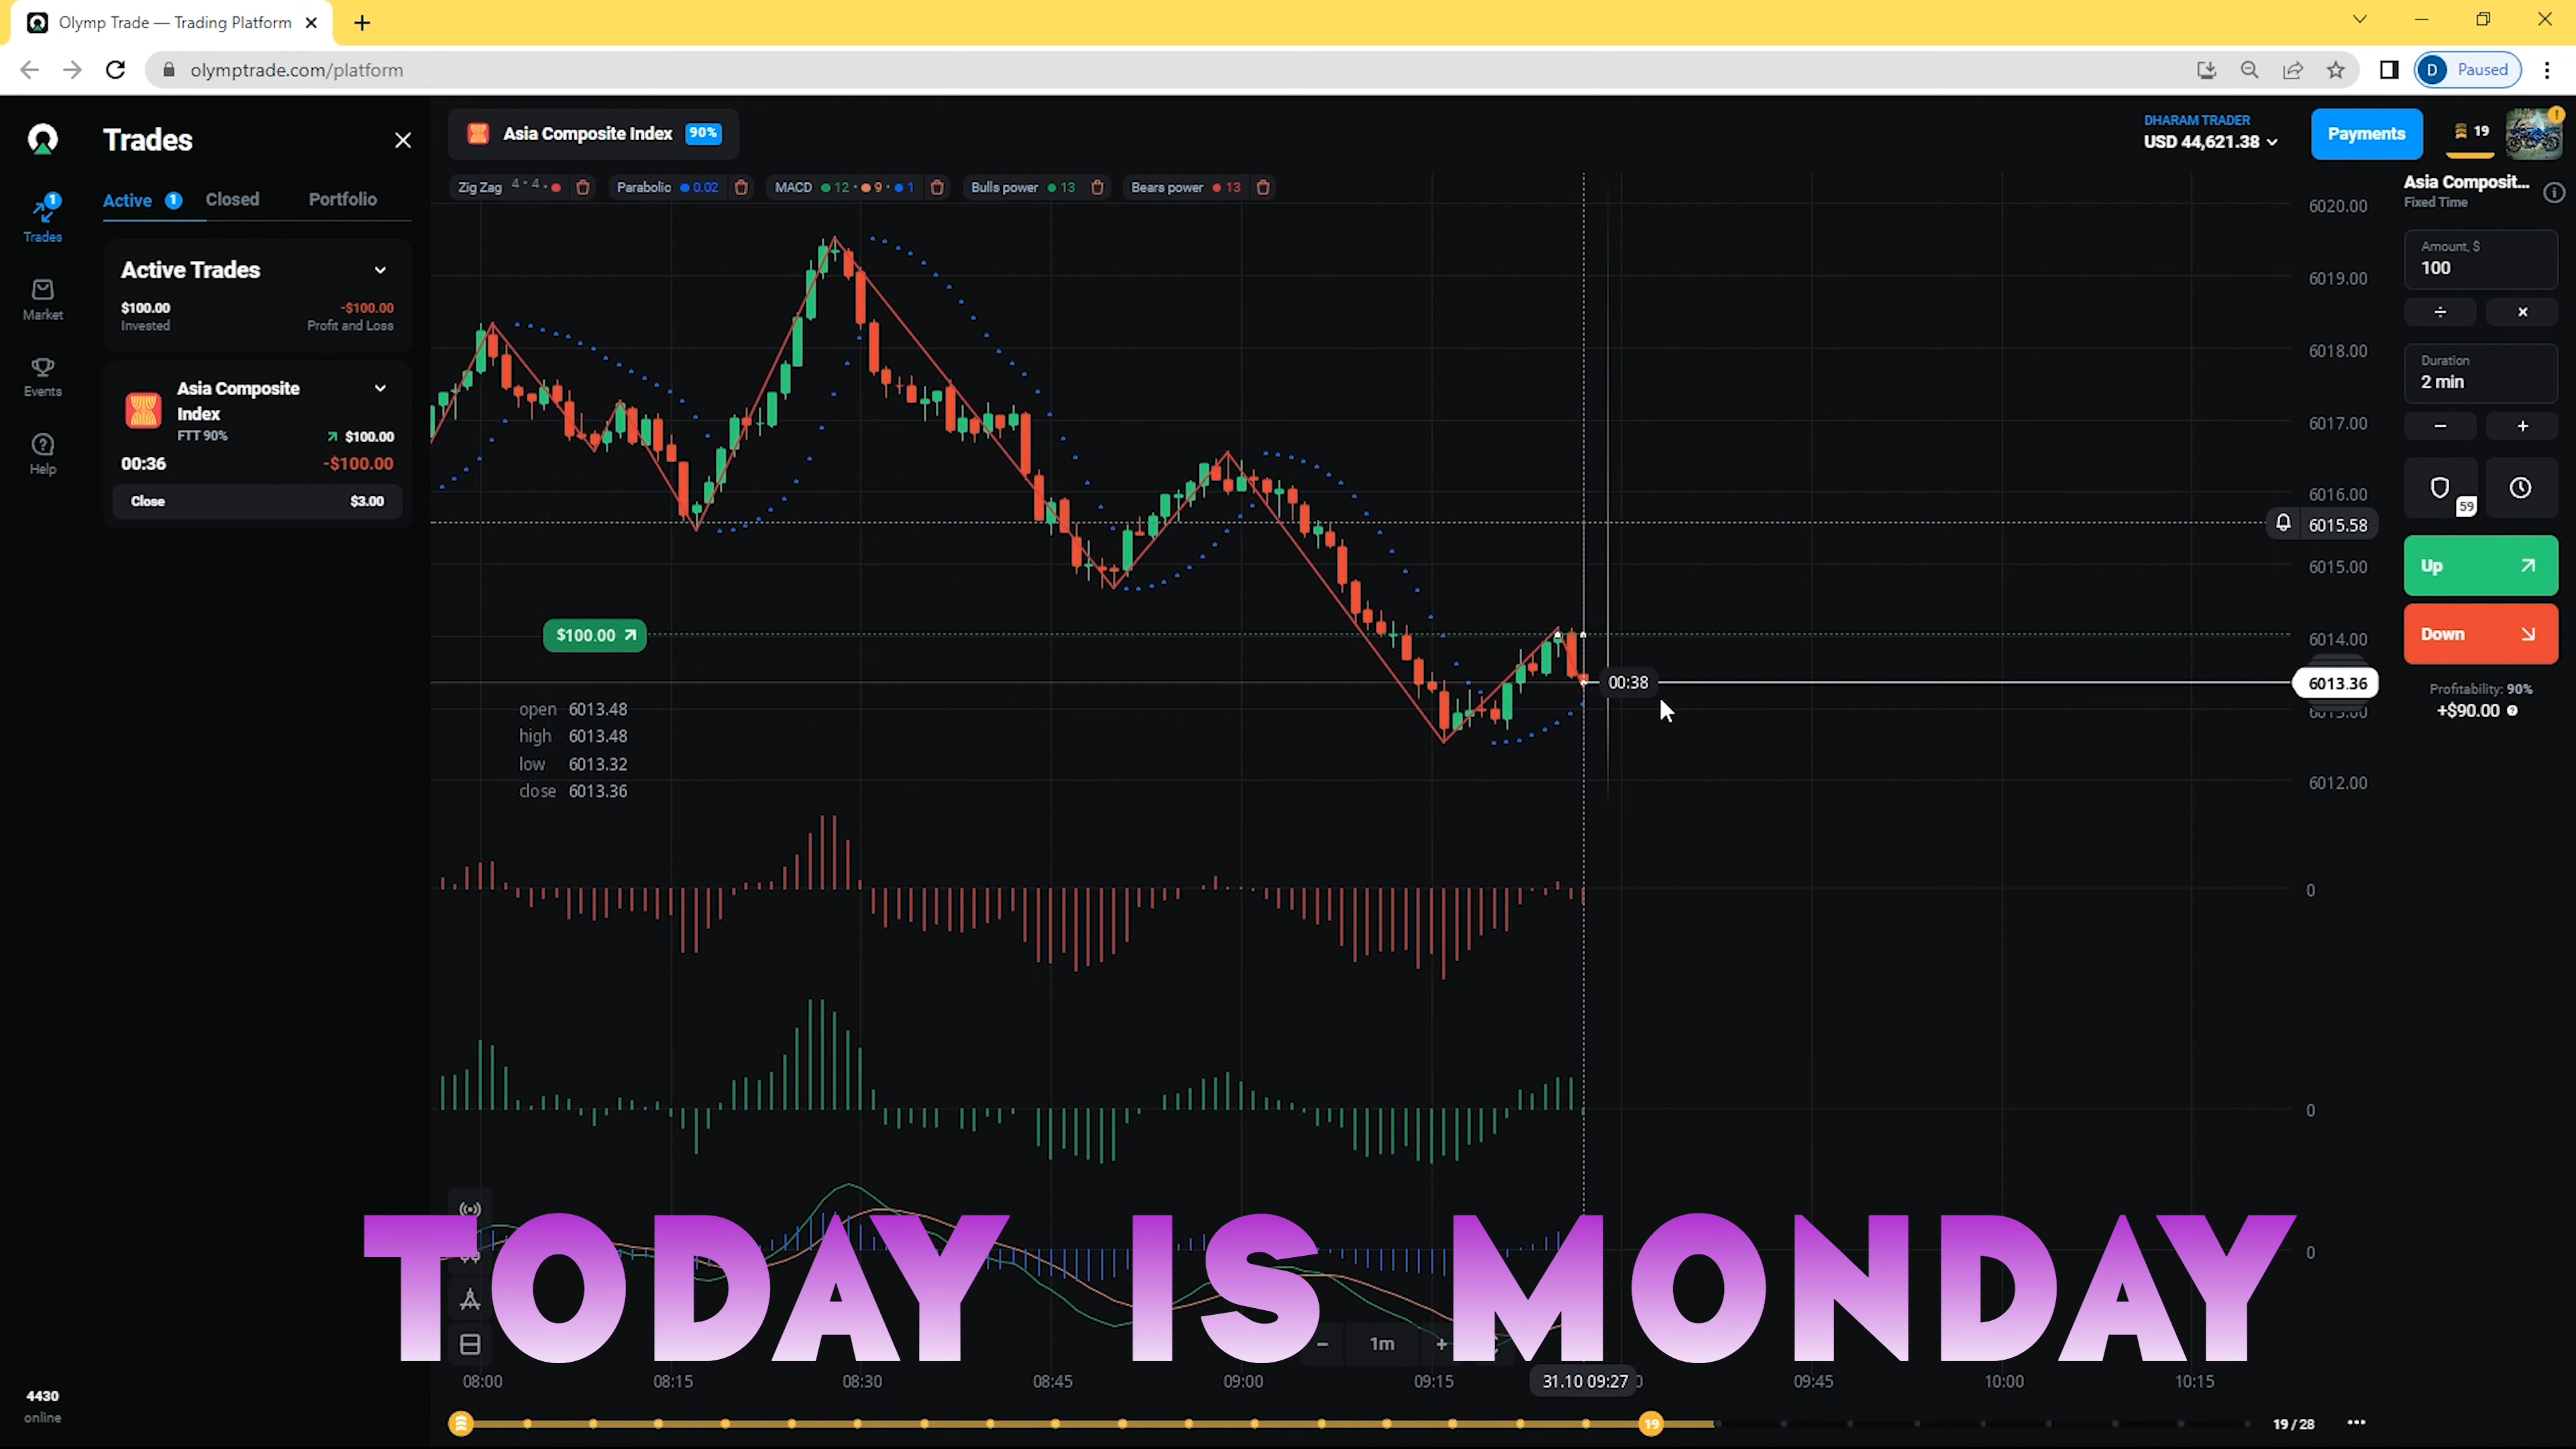 Olymp Trade — Trading Platform
olymptrade.com/platform
D Paused
Trades
Active 1 Closed Portfolio
Active Trades
$100.00 -$100.00
Invested Profit and Loss
Asia Composite
Index
FTT 90% $100.00
00:36 -$100.00
Close $3.00
1
Trades
Market
Events
Help
4430
online
Asia Composite Index 90%
Zig Zag 4 • 4 • Parabolic 0.02 MACD 12 • 9 • 1 Bulls power 13 Bears power 13
DHARAM TRADER
USD 44,621.38
Payments
19
Asia Composit...
Fixed Time
Amount, $
100
÷ ×
Duration
2 min
− +
59
Up
Down
Profitability: 90%
+$90.00
6020.00
6019.00
6018.00
6017.00
6016.00
6015.58
6015.00
6014.00
6013.36
6012.00
0
0
0
$100.00
00:38
open 6013.48
high 6013.48
low 6013.32
close 6013.36
TODAY IS MONDAY
− 1m +
08:00 08:15 08:30 08:45 09:00 09:15 31.10 09:27 09:45 10:00 10:15
19 19 / 28